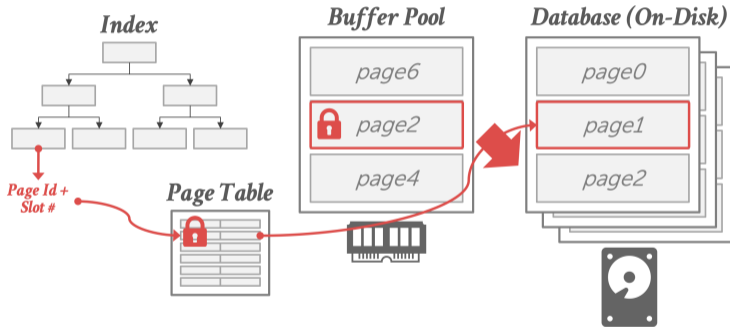 Index
Buffer Pool
Database (On-Disk)
page6
page2
page4
page0
page1
page2
Page Id +
Slot #
Page Table